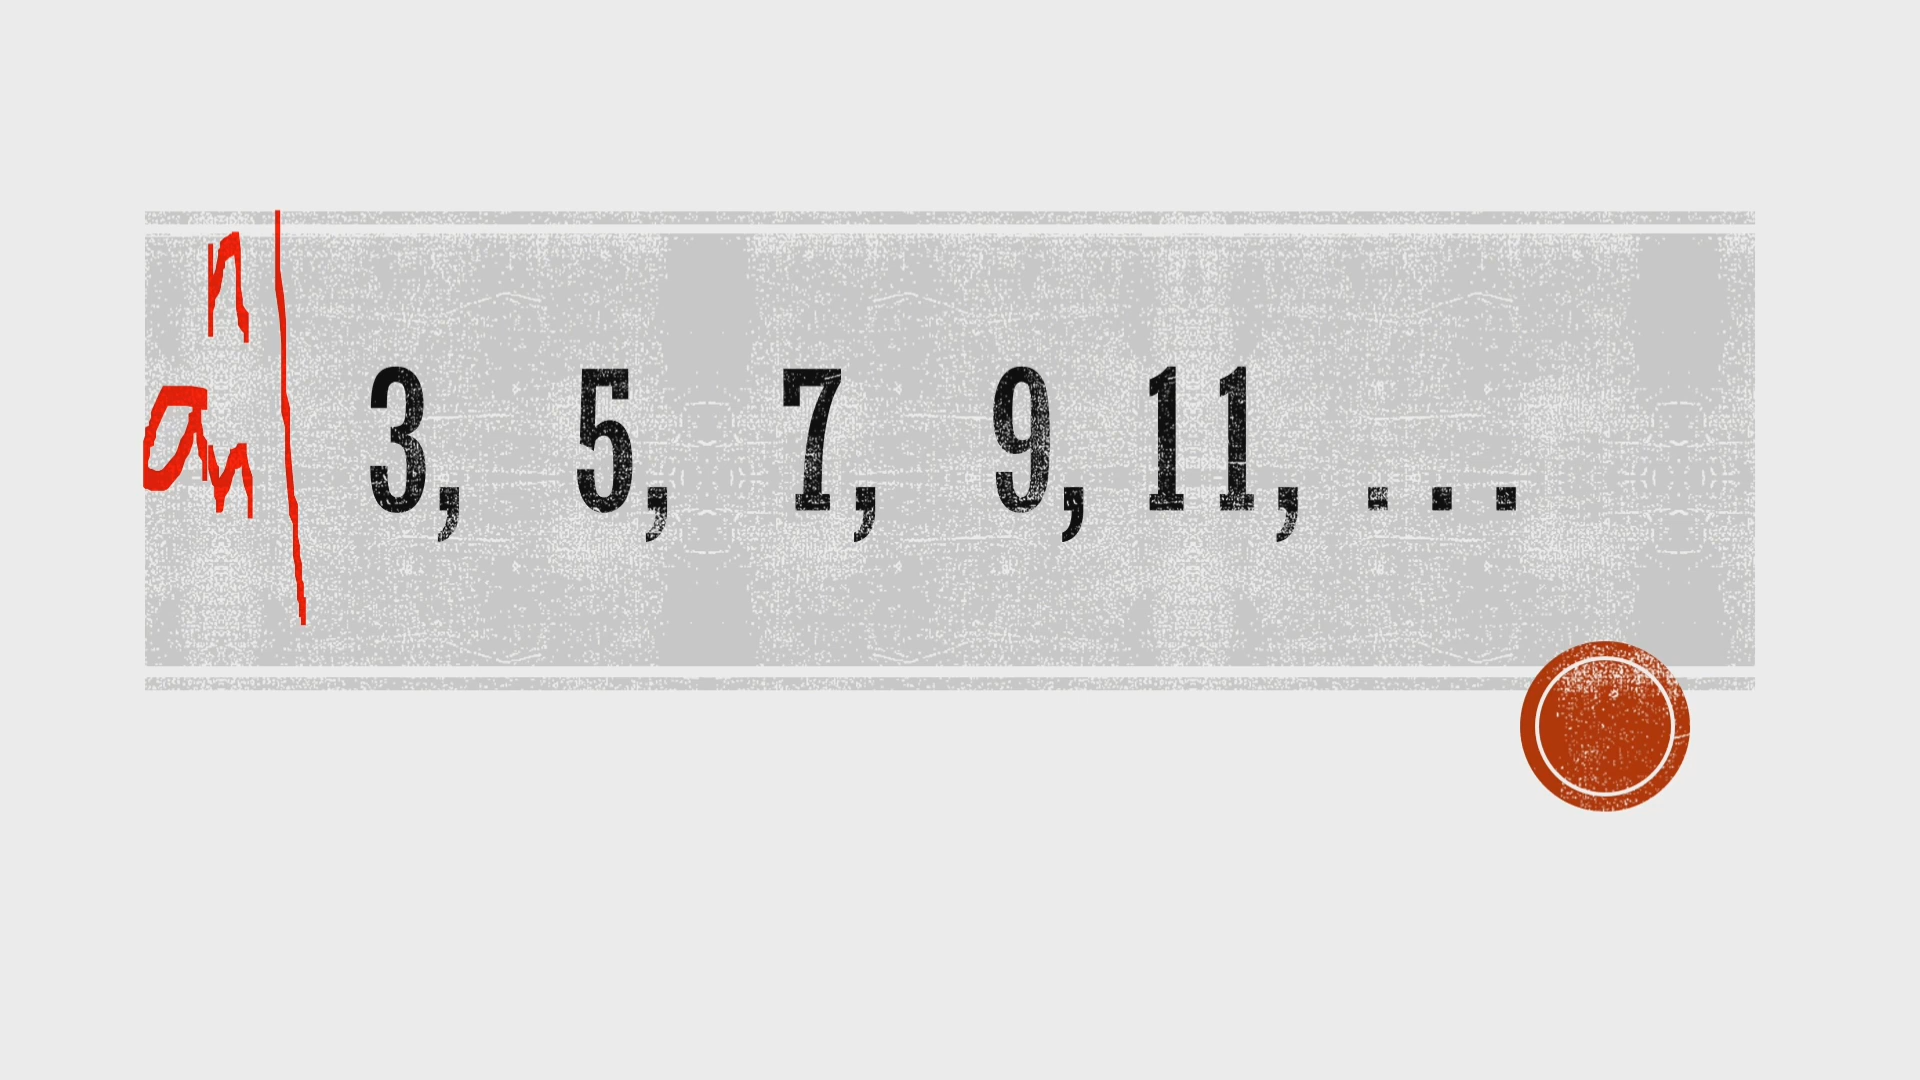 n
an
3, 5, 7, 9, 11, . . .